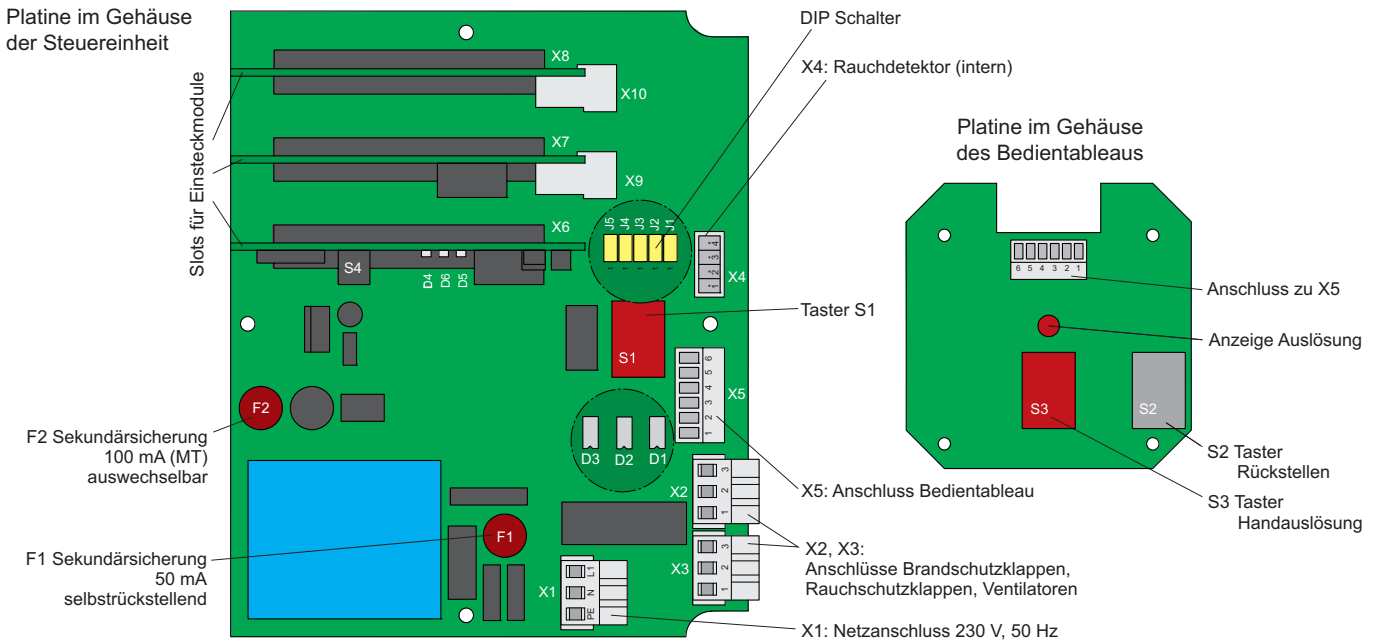 Platine im Gehäuse
der Steuereinheit
DIP Schalter
X4: Rauchdetektor (intern)
Slots für Einsteckmodule
X8
X10
X7
X9
X6
J5
J4
J3
J2
J1
1
1
1
1
1
4
3
2
1
X4
S4
D4
D6
D5
Taster S1
S1
6
5
4
3
2
1
X5
F2
F2 Sekundärsicherung
100 mA (MT)
auswechselbar
D3
D2
D1
X2
3
2
1
X5: Anschluss Bedientableau
F1
F1 Sekundärsicherung
50 mA
selbstrückstellend
X3
3
2
1
X2, X3:
Anschlüsse Brandschutzklappen,
Rauchschutzklappen, Ventilatoren
X1
L1
N
PE
X1: Netzanschluss 230 V, 50 Hz
Platine im Gehäuse
des Bedientableaus
6 5 4 3 2 1
Anschluss zu X5
Anzeige Auslösung
S3
S2
S2 Taster
Rückstellen
S3 Taster
Handauslösung